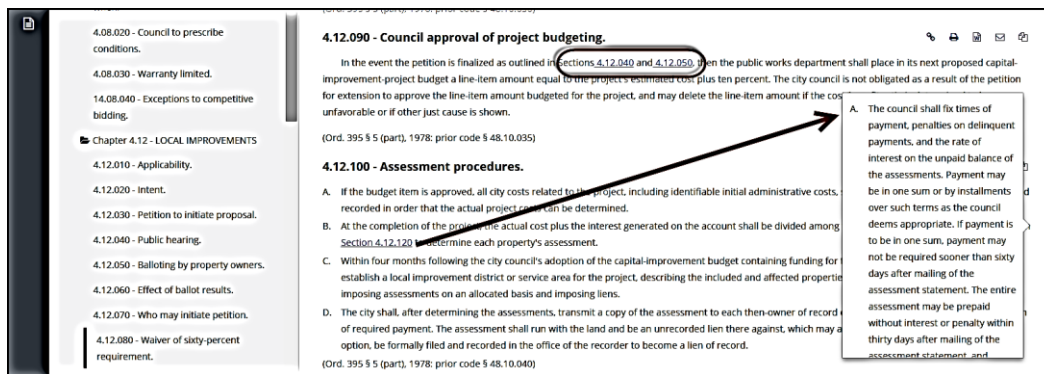 4.08.020 - Council to prescribe
conditions.
4.08.030 - Warranty limited.
14.08.040 - Exceptions to competitive
bidding.
Chapter 4.12 - LOCAL IMPROVEMENTS
4.12.010 - Applicability.
4.12.020 - Intent.
4.12.030 - Petition to initiate proposal.
4.12.040 - Public hearing.
4.12.050 - Balloting by property owners.
4.12.060 - Effect of ballot results.
4.12.070 - Who may initiate petition.
4.12.080 - Waiver of sixty-percent
requirement.
4.12.090 - Council approval of project budgeting.
In the event the petition is finalized as outlined in Sections 4.12.040 and 4.12.050, then the public works department shall place in its next proposed capital-
improvement-project budget a line-item amount equal to the project's estimated cost plus ten percent. The city council is not obligated as a result of the petition
for extension to approve the line-item amount budgeted for the project, and may delete the line-item amount if the
unfavorable or if other just cause is shown.
(Ord. 395 § 5 (part), 1978: prior code § 48.10.035)
4.12.100 - Assessment procedures.
A. If the budget item is approved, all city costs related to the project, including identifiable initial administrative costs,
recorded in order that the actual project costs can be determined.
B. At the completion of the project, the actual cost plus the interest generated on the account shall be divided among
Section 4.12.120 to determine each property's assessment.
C. Within four months following the city council's adoption of the capital-improvement budget containing funding for
establish a local improvement district or service area for the project, describing the included and affected
imposing assessments on an allocated basis and imposing liens.
D. The city shall, after determining the assessments, transmit a copy of the assessment to each then-owner of record
of required payment. The assessment shall run with the land and be an unrecorded lien there against, which may
option, be formally filed and recorded in the office of the recorder to become a lien of record.
(Ord. 395 § 5 (part), 1978: prior code § 48.10.040)
A. The council shall fix times of
payment, penalties on delinquent
payments, and the rate of
interest on the unpaid balance of
the assessments. Payment may
be in one sum or by installments
over such terms as the council
deems appropriate. If payment is
to be in one sum, payment may
not be required sooner than sixty
days after mailing of the
assessment statement. The entire
assessment may be prepaid
without interest or penalty within
thirty days after mailing of the
assessment statement, and